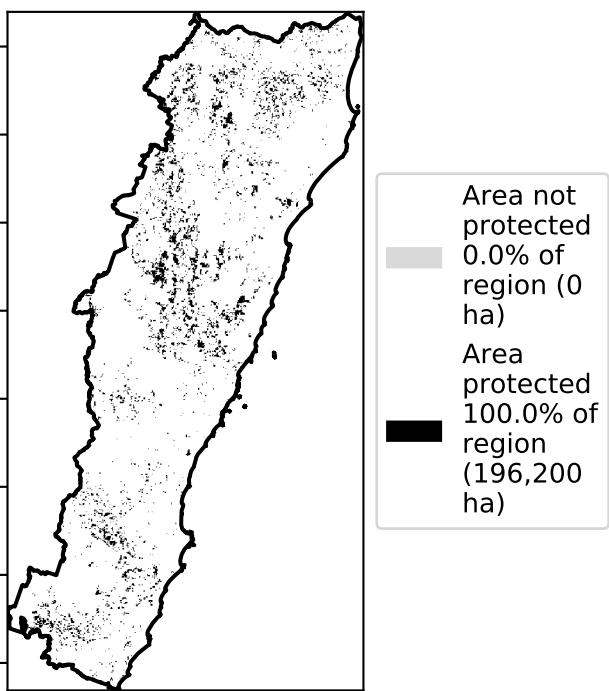 Area not
protected
0.0% of
region (0
ha)
Area
protected
100.0% of
region
(196,200
ha)